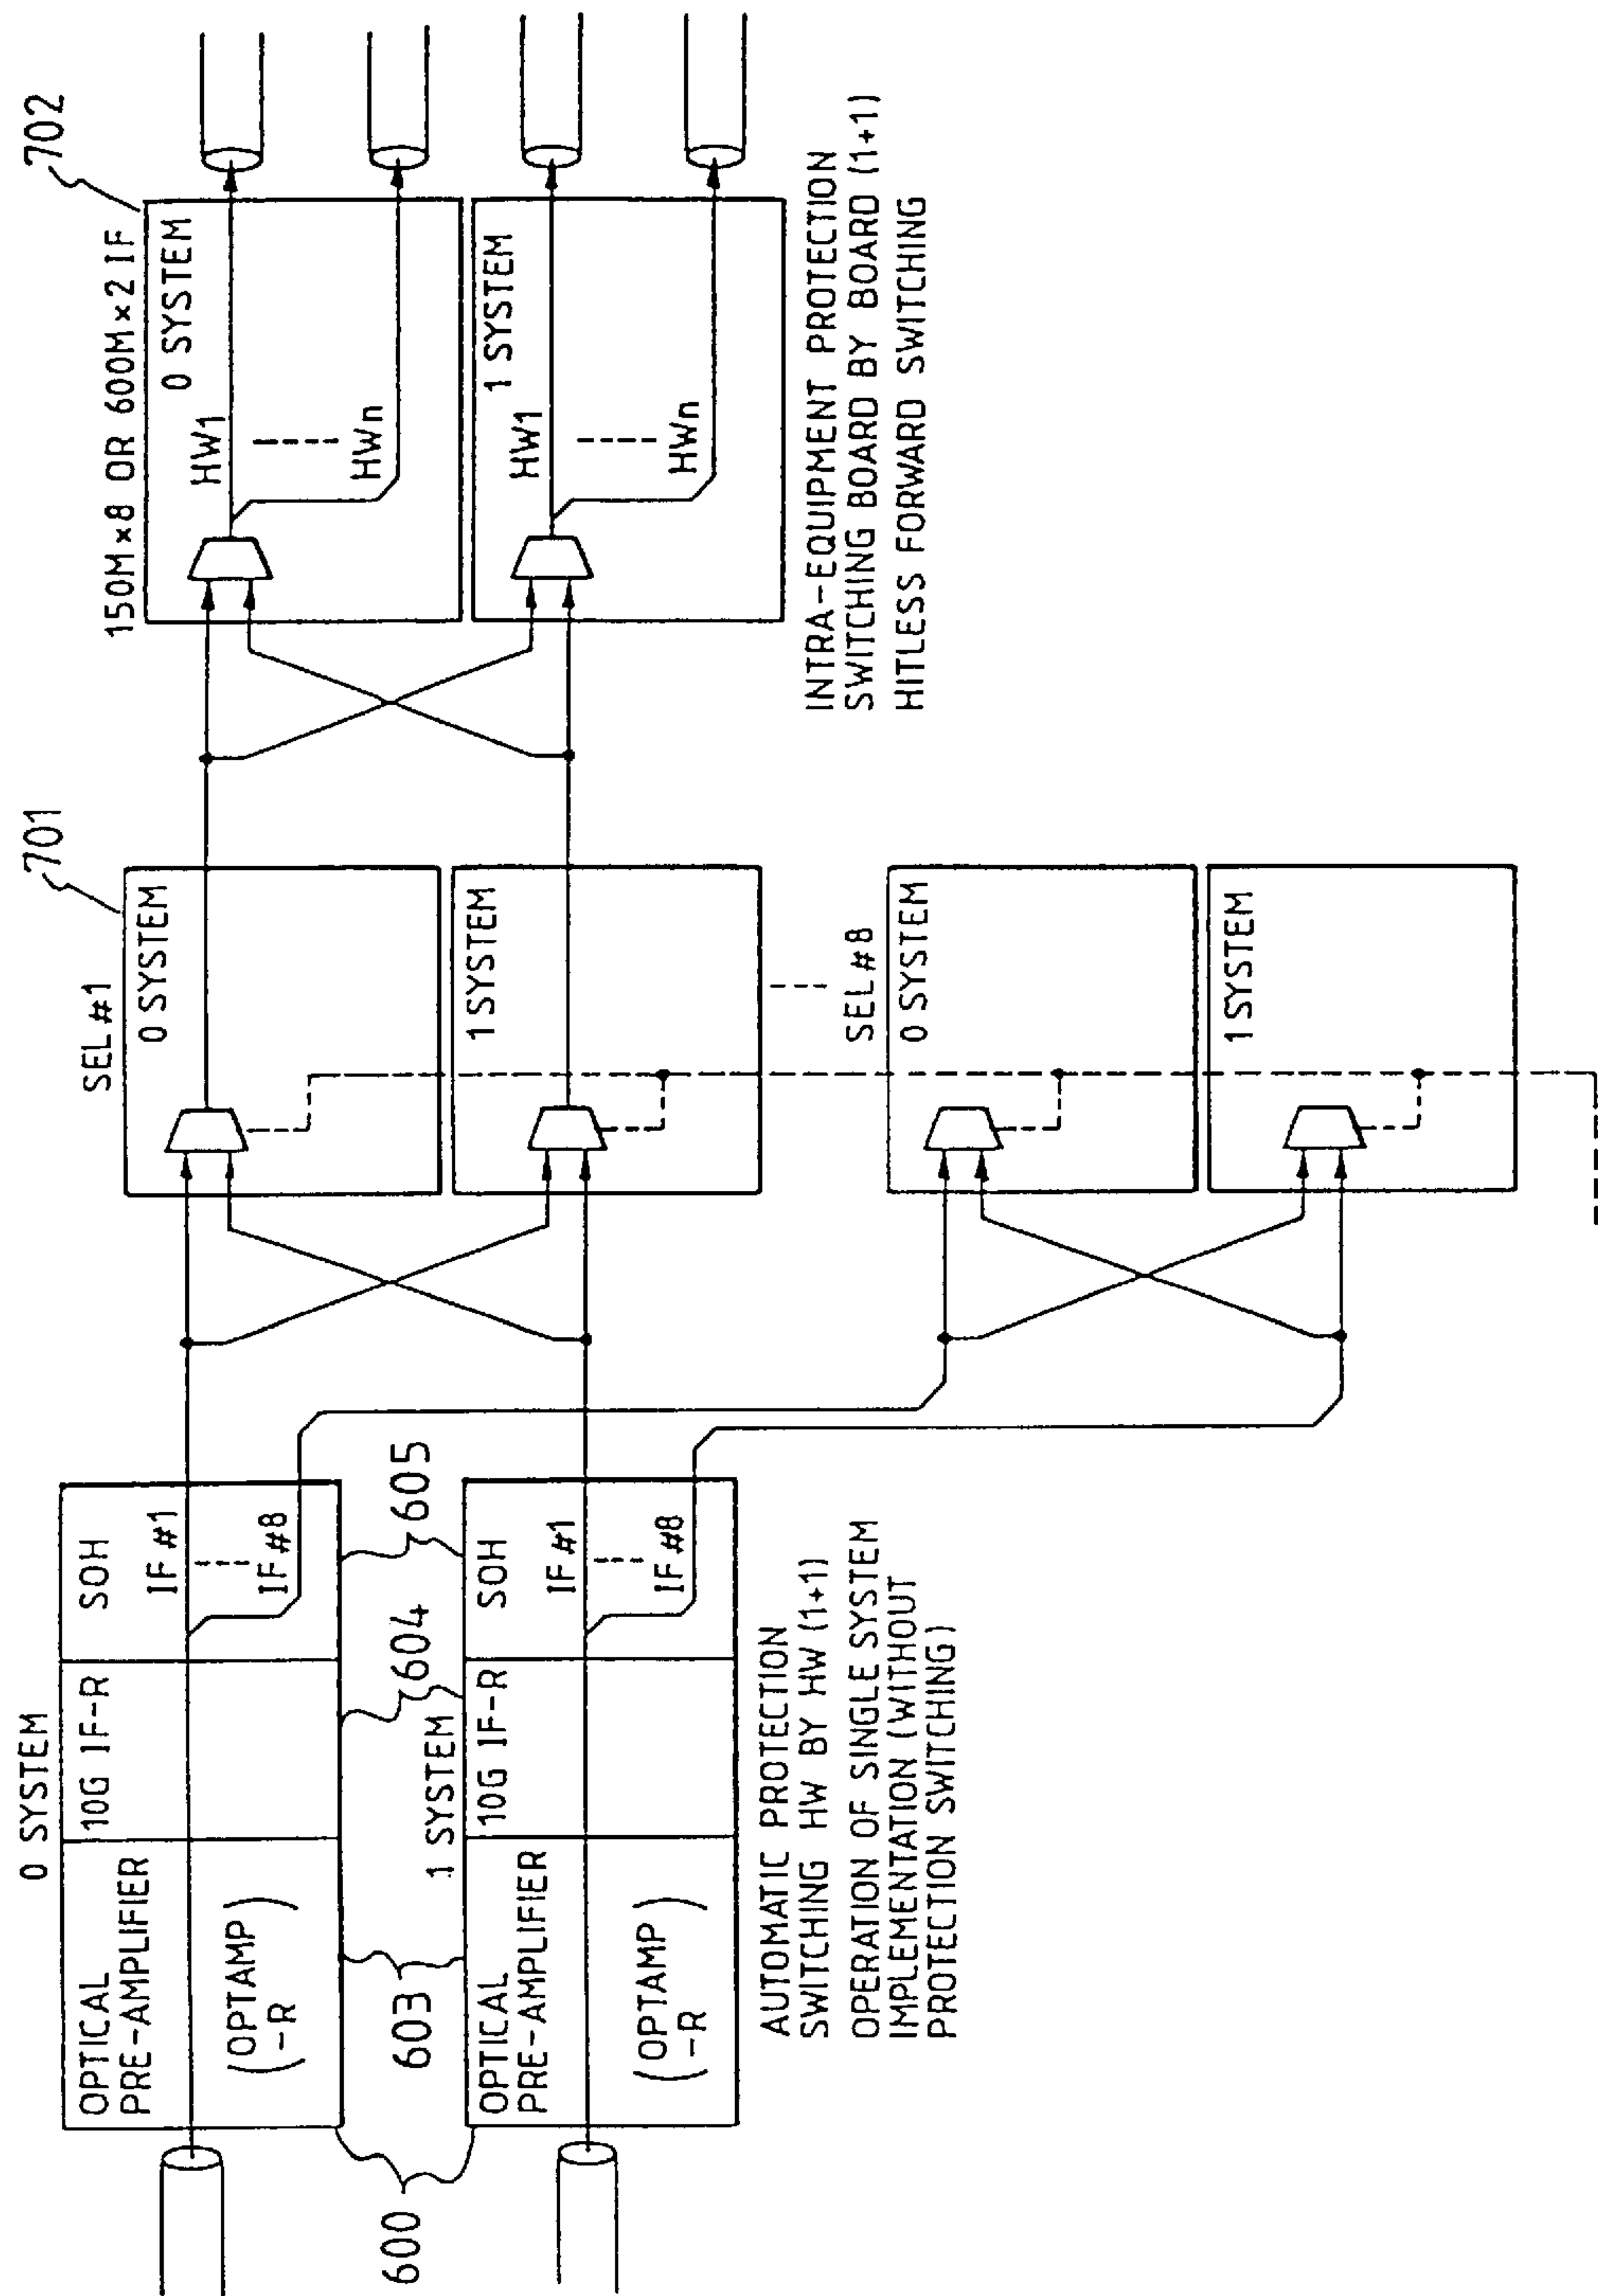 0 SYSTEM
OPTICAL
PRE-AMPLIFIER
(OPTAMP
-R)
10G IF-R
SOH
IF #1
IF #8
600
603
604
605
1 SYSTEM
OPTICAL
PRE-AMPLIFIER
(OPTAMP
-R)
10G IF-R
SOH
IF #1
IF #8
AUTOMATIC PROTECTION
SWITCHING HW BY HW (1+1)
OPERATION OF SINGLE SYSTEM
IMPLEMENTATION (WITHOUT
PROTECTION SWITCHING)
SEL #1
701
0 SYSTEM
1 SYSTEM
SEL #8
0 SYSTEM
1 SYSTEM
150M×8 OR 600M×2 IF
702
0 SYSTEM
HW1
HWn
1 SYSTEM
HW1
HWn
INTRA-EQUIPMENT PROTECTION
SWITCHING BOARD BY BOARD (1+1)
HITLESS FORWARD SWITCHING